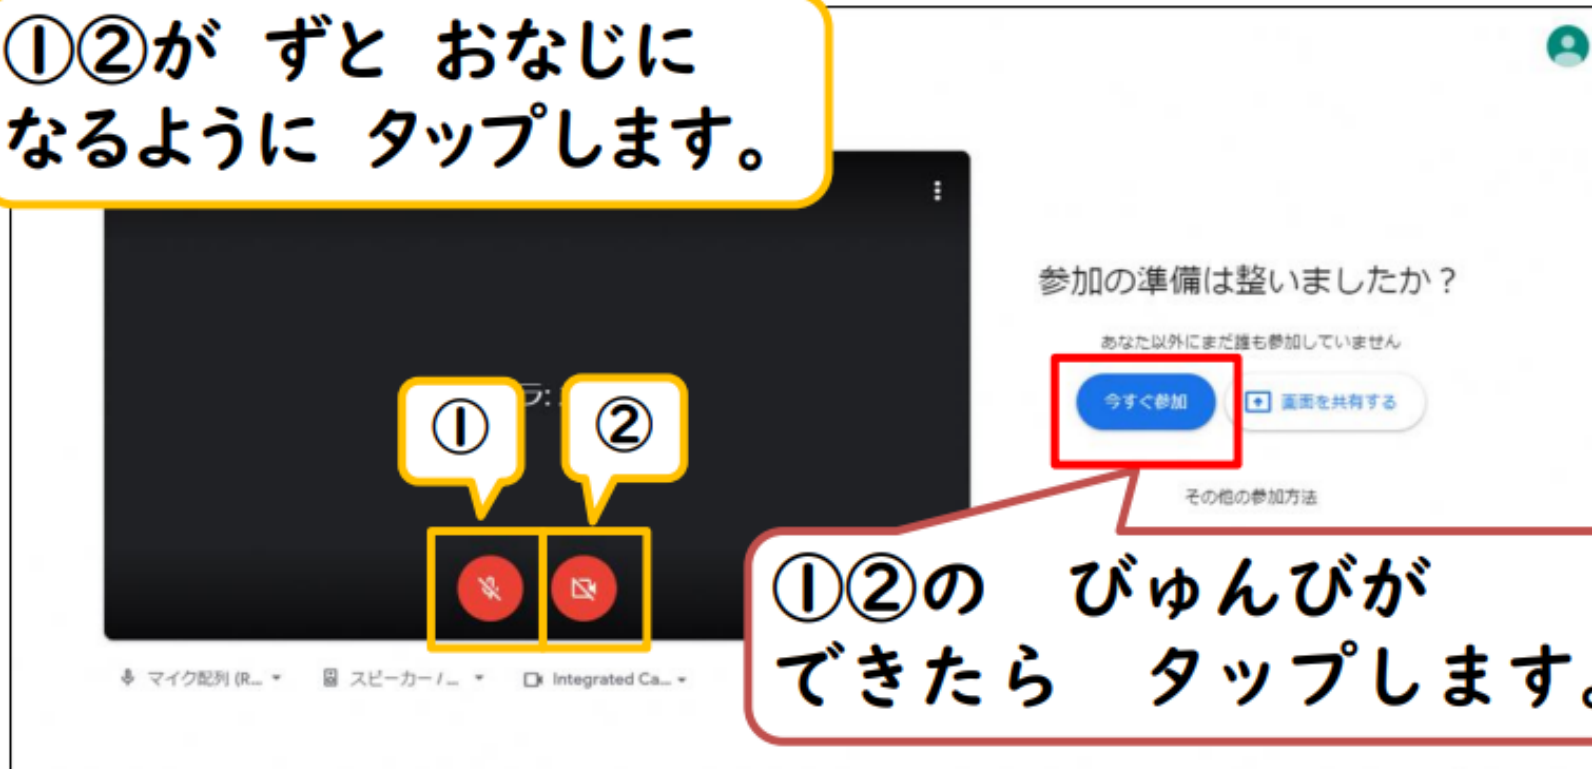 ①②が ずと おなじに
なるように タップします。
参加の準備は整いましたか?
あなた以外にまだ誰も参加していません
今すぐ参加
画面を共有する
その他の参加方法
ラ:
①
②
①②の びゅんびが
できたら タップします。
マイク配列 (R...
スピーカー / ...
Integrated Ca...